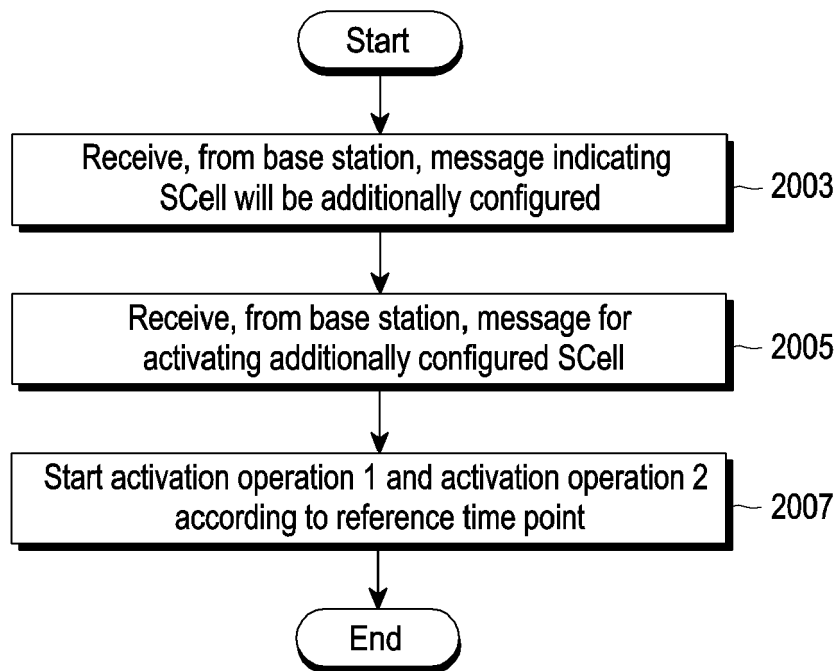 Start
Receive, from base station, message indicating
SCell will be additionally configured
2003
Receive, from base station, message for
activating additionally configured SCell
2005
Start activation operation 1 and activation operation 2
according to reference time point
2007
End